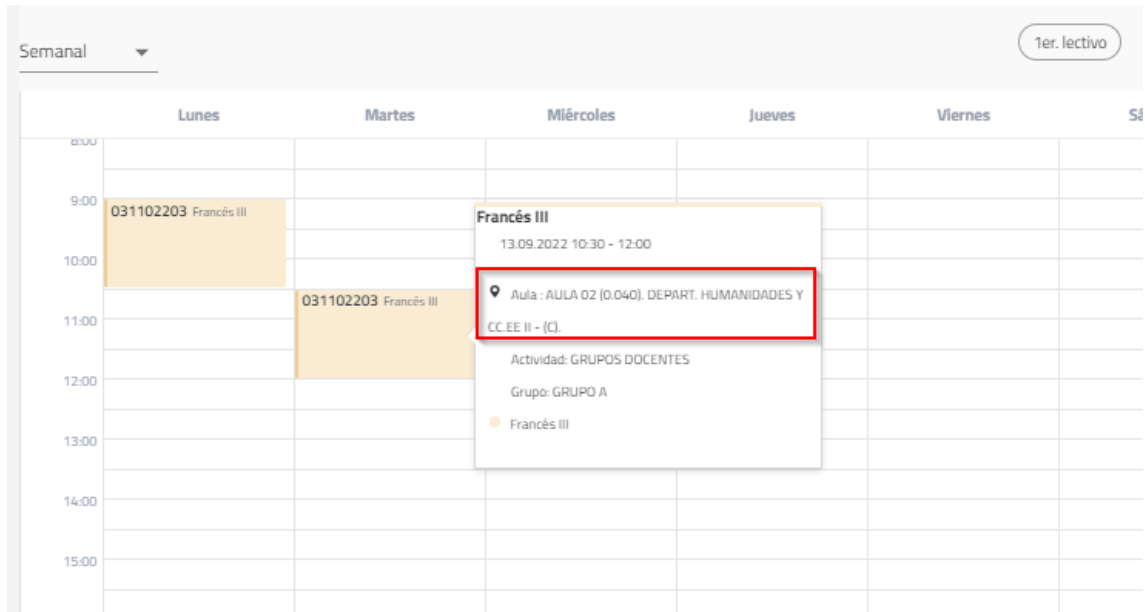 Semanal
1er. lectivo
Lunes Martes Miércoles Jueves Viernes Sá
8:00
9:00
031102203 Francés III
10:00
031102203 Francés III
11:00
12:00
13:00
14:00
15:00
Francés III
13.09.2022 10:30 - 12:00
Aula : AULA 02 (0.040). DEPART. HUMANIDADES Y
CC.EE II - (C).
Actividad: GRUPOS DOCENTES
Grupo: GRUPO A
Francés III